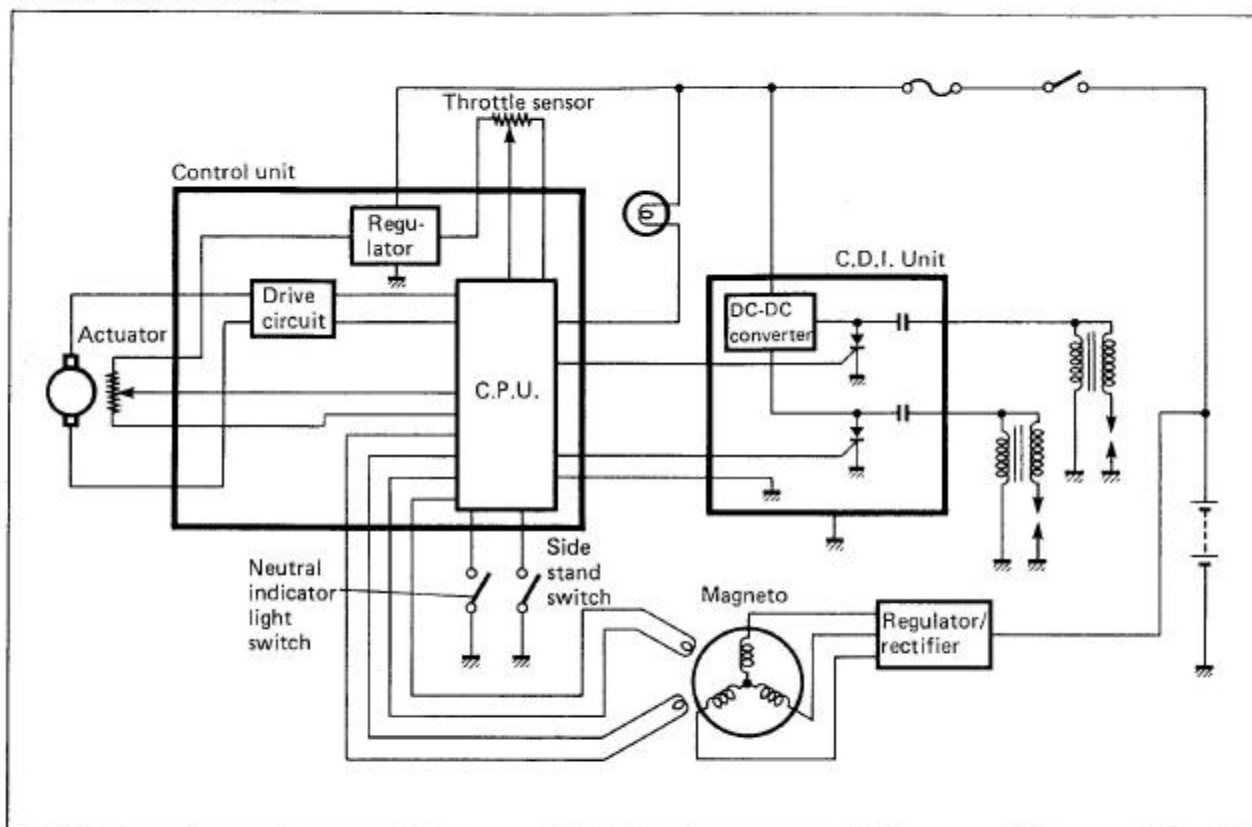 Throttle sensor
Control unit
Regu-
lator
C.D.I. Unit
Drive
circuit
DC-DC
converter
Actuator
C.P.U.
Neutral
indicator
light
switch
Side
stand
switch
Magneto
Regulator/
rectifier